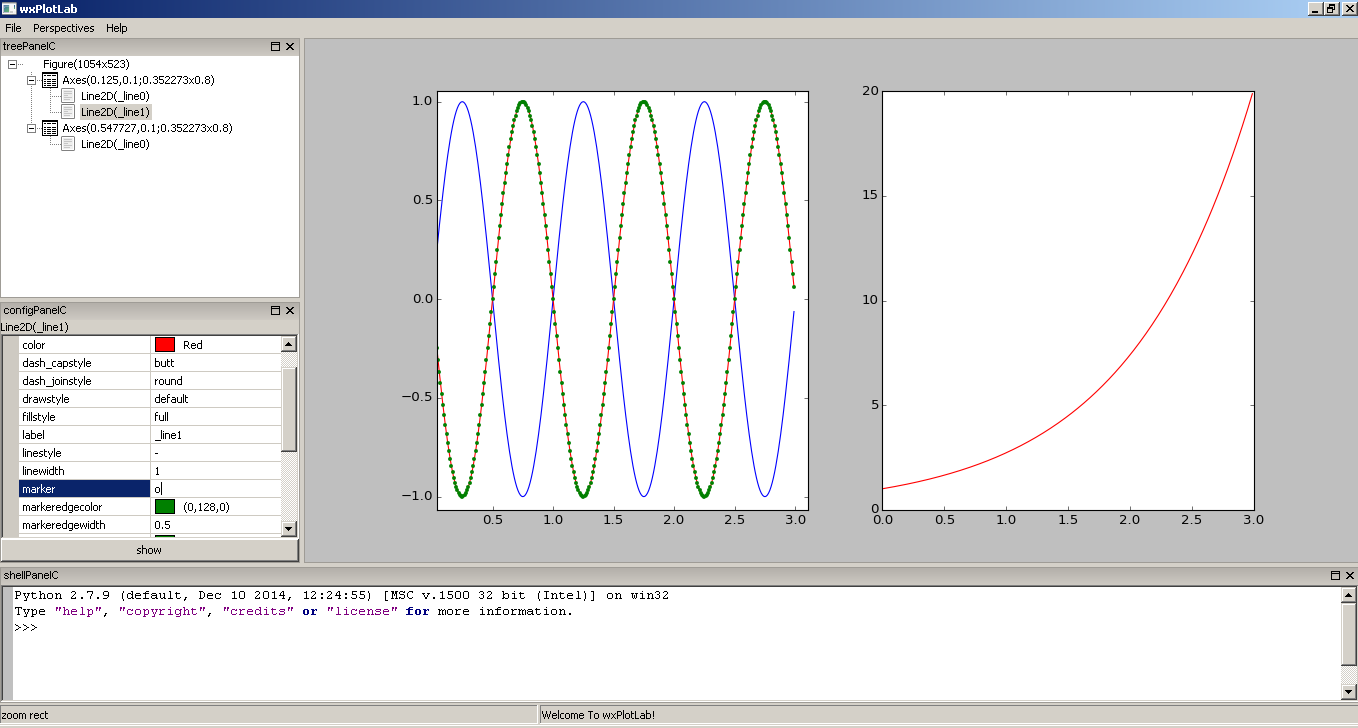 wxPlotLab
File Perspectives Help
treePanelC
Figure(1054x523)
Axes(0.125,0.1;0.352273x0.8)
Line2D(_line0)
Line2D(_line1)
Axes(0.547727,0.1;0.352273x0.8)
Line2D(_line0)
configPanelC
Line2D(_line1)
color Red
dash_capstyle butt
dash_joinstyle round
drawstyle default
fillstyle full
label _line1
linestyle -
linewidth 1
marker o
markeredgecolor (0,128,0)
markeredgewidth 0.5
show
1.0
0.5
0.0
−0.5
−1.0
0.5 1.0 1.5 2.0 2.5 3.0
20
15
10
5
0
0.0 0.5 1.0 1.5 2.0 2.5 3.0
shellPanelC
Python 2.7.9 (default, Dec 10 2014, 12:24:55) [MSC v.1500 32 bit (Intel)] on win32
Type "help", "copyright", "credits" or "license" for more information.
>>>
zoom rect Welcome To wxPlotLab!